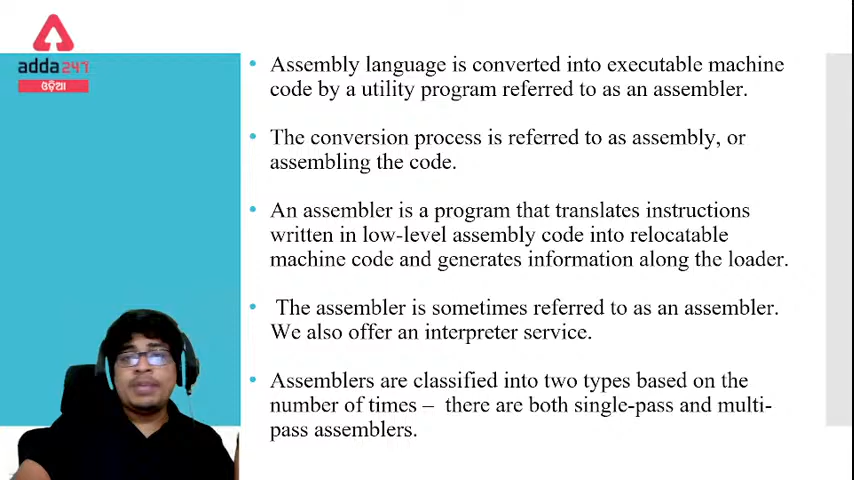 adda247
ଓଡ଼ିଆ
• Assembly language is converted into executable machine
code by a utility program referred to as an assembler.
• The conversion process is referred to as assembly, or
assembling the code.
• An assembler is a program that translates instructions
written in low-level assembly code into relocatable
machine code and generates information along the loader.
• The assembler is sometimes referred to as an assembler.
We also offer an interpreter service.
• Assemblers are classified into two types based on the
number of times – there are both single-pass and multi-
pass assemblers.